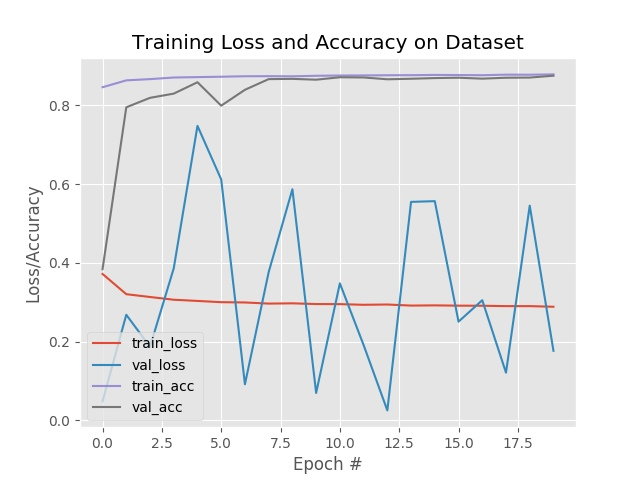 Training Loss and Accuracy on Dataset
Loss/Accuracy
0.8
0.6
0.4
0.2
0.0
train_loss
val_loss
train_acc
val_acc
0.0 2.5 5.0 7.5 10.0 12.5 15.0 17.5
Epoch #